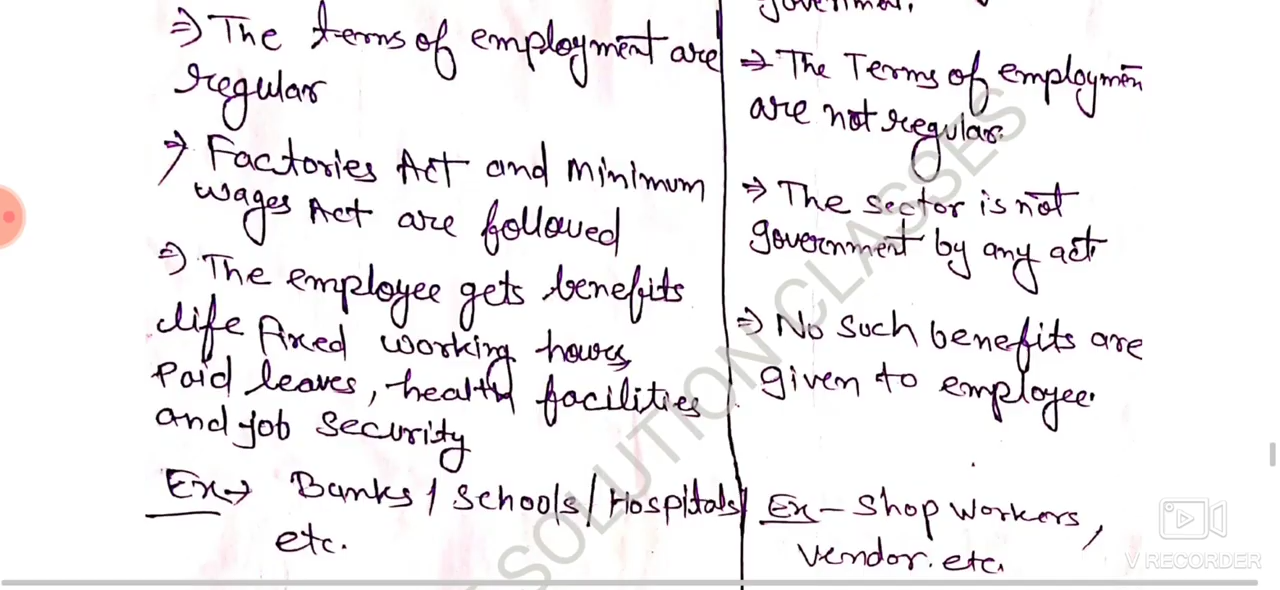 ⇒ The terms of employment are
regular
⇒ Factories Act and minimum
wages Act are followed
⇒ The employee gets benefits
life fixed working hours,
Paid leaves, health facilities
and job security
Ex→ Banks / Schools / Hospitals/
etc.
⇒ The Terms of employmen
are not regular.
⇒ The sector is not
government by any act.
⇒ No such benefits are
given to employee.
Ex – Shop workers,
vendor. etc.
SOLUTION CLASSES
V RECORDER